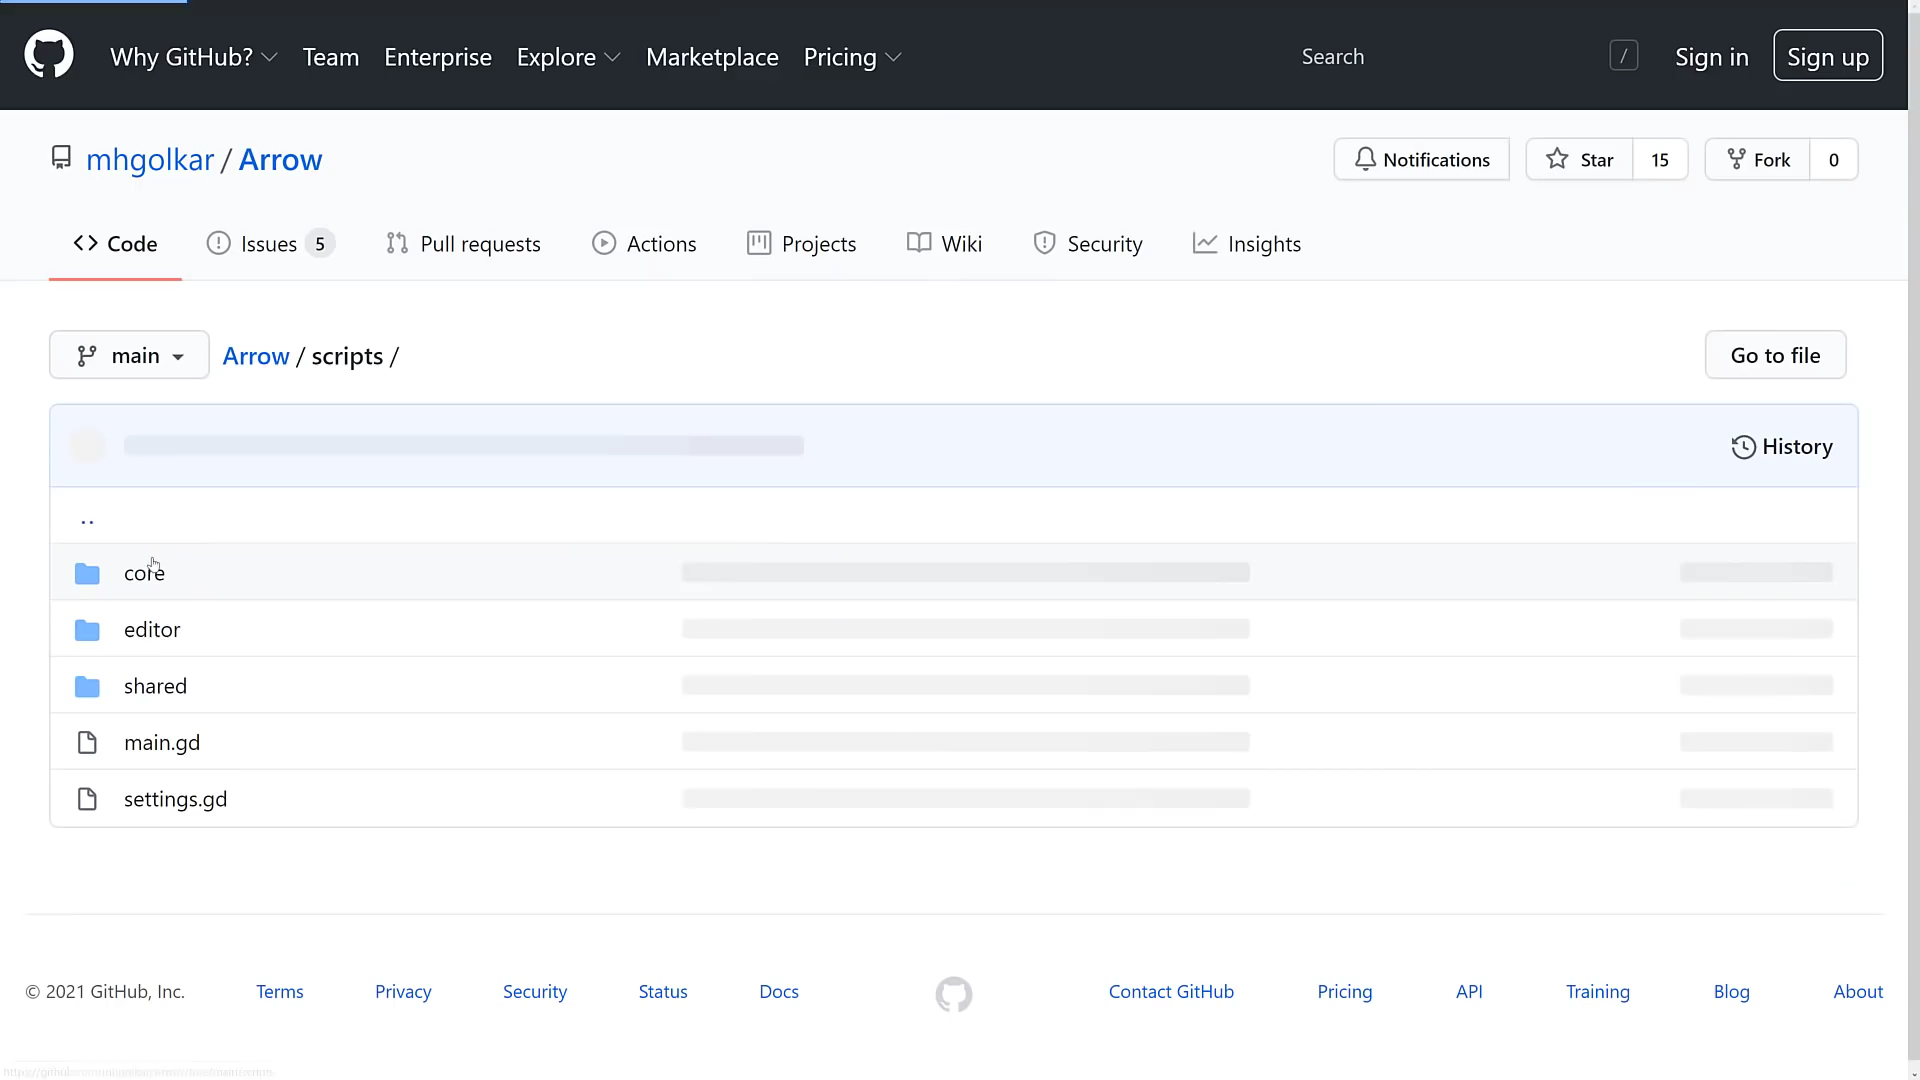 Why GitHub? Team Enterprise Explore Marketplace Pricing Search / Sign in Sign up
mhgolkar / Arrow Notifications Star 15 Fork 0
Code Issues 5 Pull requests Actions Projects Wiki Security Insights
main Arrow / scripts / Go to file
History
..
core
editor
shared
main.gd
settings.gd
© 2021 GitHub, Inc. Terms Privacy Security Status Docs Contact GitHub Pricing API Training Blog About